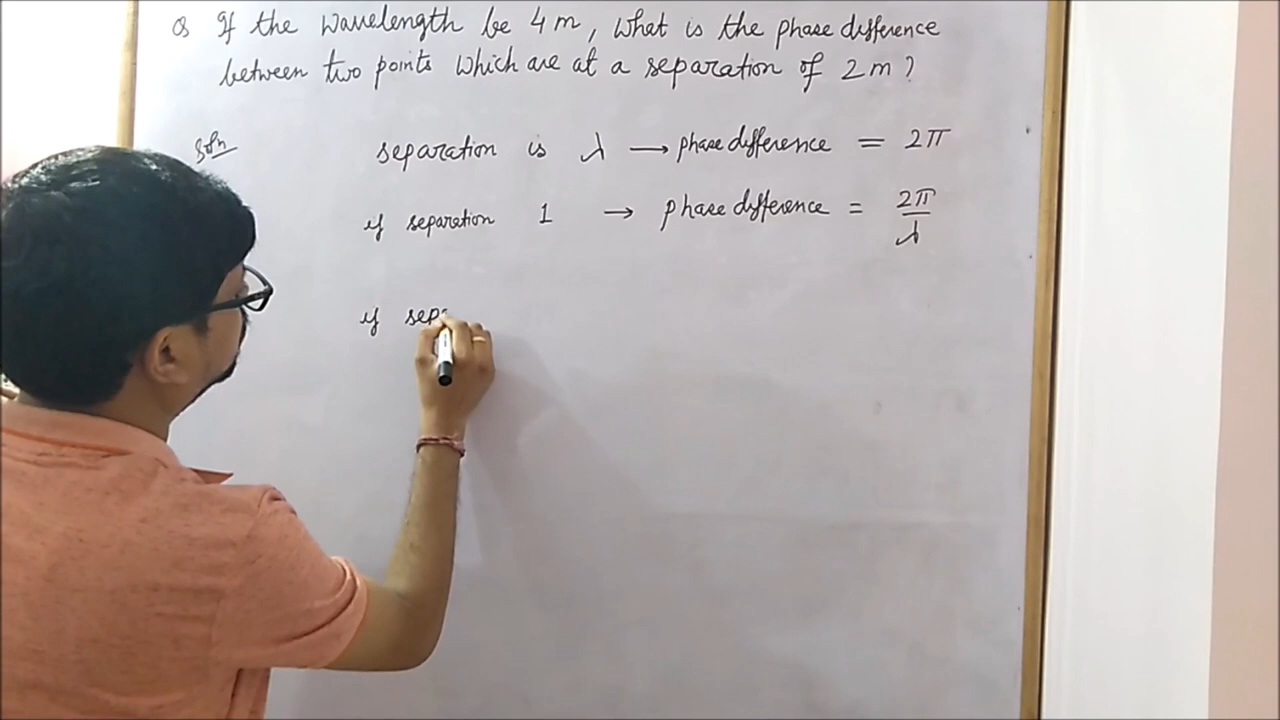 Q If the wavelength be 4 m, What is the phase difference
between two points which are at a separation of 2 m ?
Soln
separation is λ → phase difference = 2π
if separation 1 → phase difference = 2π/λ
if sep